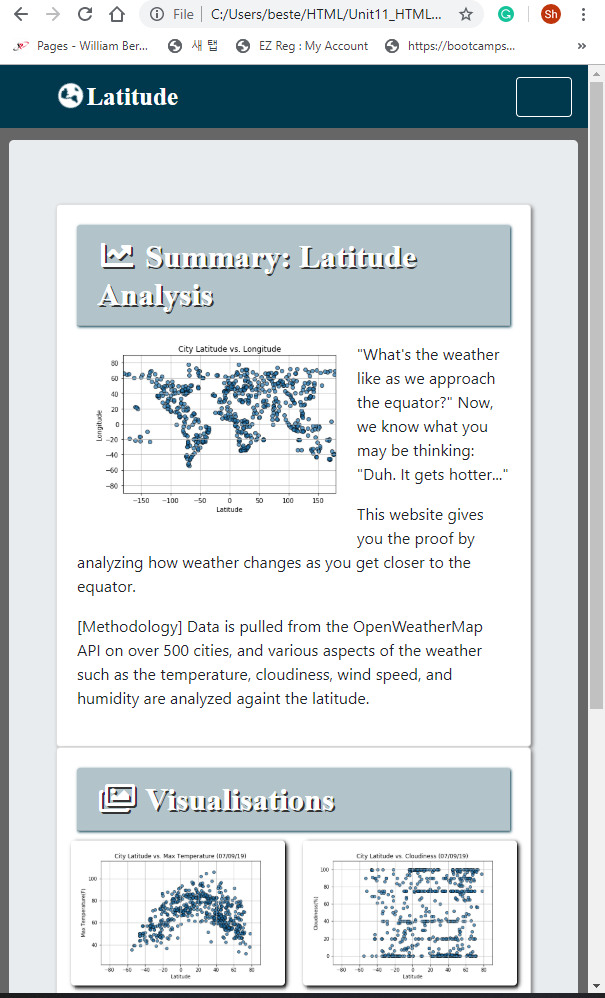 File
C:/Users/beste/HTML/Unit11_HTML...
Sh
Pages - William Ber...
새 탭
EZ Reg : My Account
https://bootcamps...
»
Latitude
Summary: Latitude
Analysis
City Latitude vs. Longitude
80
60
40
20
0
−20
−40
−60
−80
Longitude
−150 −100 −50 0 50 100 150
Latitude
"What's the weather
like as we approach
the equator?" Now,
we know what you
may be thinking:
"Duh. It gets hotter..."
This website gives
you the proof by
analyzing how weather changes as you get closer to the
equator.
[Methodology] Data is pulled from the OpenWeatherMap
API on over 500 cities, and various aspects of the weather
such as the temperature, cloudiness, wind speed, and
humidity are analyzed againt the latitude.
Visualisations
City Latitude vs. Max Temperature (07/09/19)
100
80
60
40
Max Temperature(F)
−80 −60 −40 −20 0 20 40 60 80
Latitude
City Latitude vs. Cloudiness (07/09/19)
100
80
60
40
20
0
Cloudiness(%)
−80 −60 −40 −20 0 20 40 60 80
Latitude